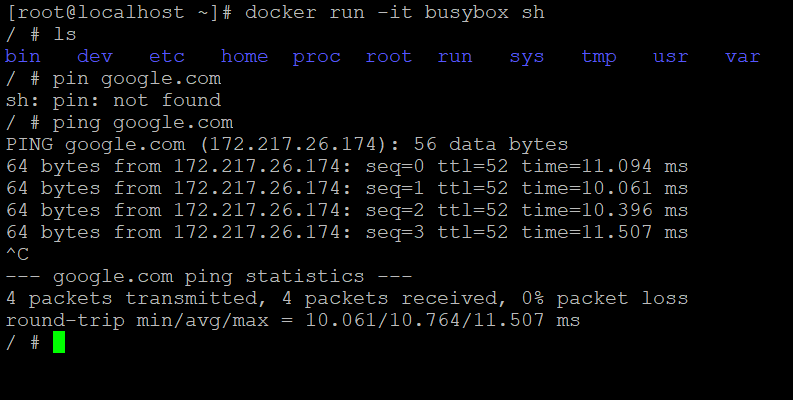 [root@localhost ~]# docker run -it busybox sh
/ # ls
bin   dev   etc   home  proc  root  run   sys   tmp   usr   var
/ # pin google.com
sh: pin: not found
/ # ping google.com
PING google.com (172.217.26.174): 56 data bytes
64 bytes from 172.217.26.174: seq=0 ttl=52 time=11.094 ms
64 bytes from 172.217.26.174: seq=1 ttl=52 time=10.061 ms
64 bytes from 172.217.26.174: seq=2 ttl=52 time=10.396 ms
64 bytes from 172.217.26.174: seq=3 ttl=52 time=11.507 ms
^C
--- google.com ping statistics ---
4 packets transmitted, 4 packets received, 0% packet loss
round-trip min/avg/max = 10.061/10.764/11.507 ms
/ #